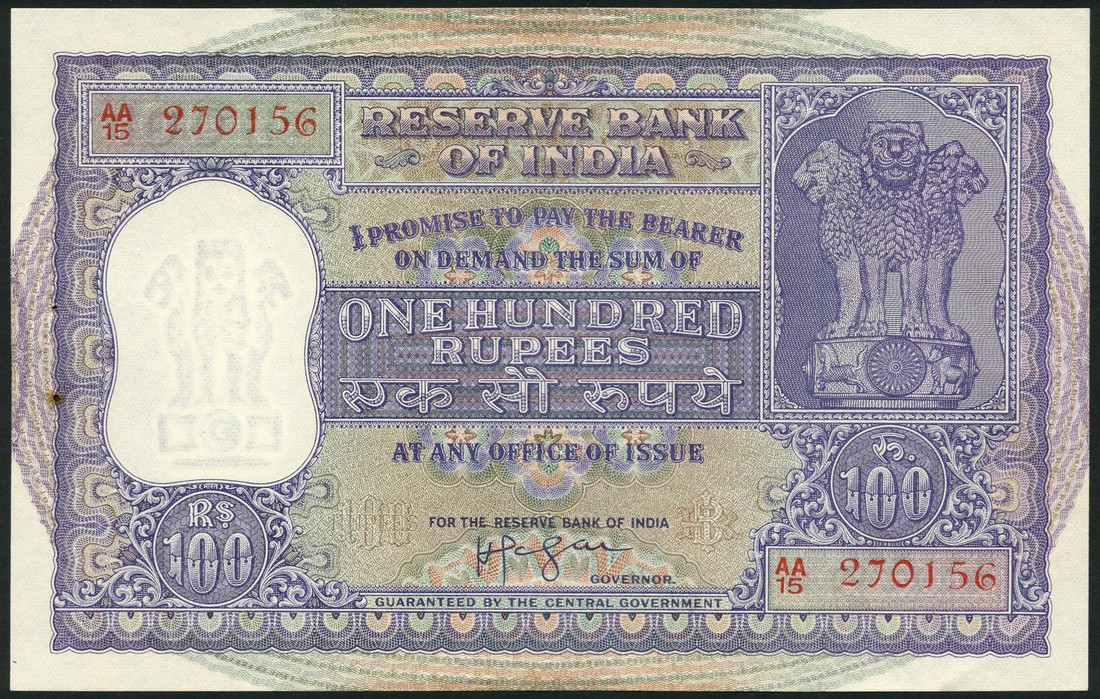 AA
15 270156
RESERVE BANK
OF INDIA
I PROMISE TO PAY THE BEARER
ON DEMAND THE SUM OF
ONE HUNDRED
RUPEES
एक सौ रुपये
AT ANY OFFICE OF ISSUE
FOR THE RESERVE BANK OF INDIA
GOVERNOR.
GUARANTEED BY THE CENTRAL GOVERNMENT
Rs.
100
रु.
100
AA
15 270156